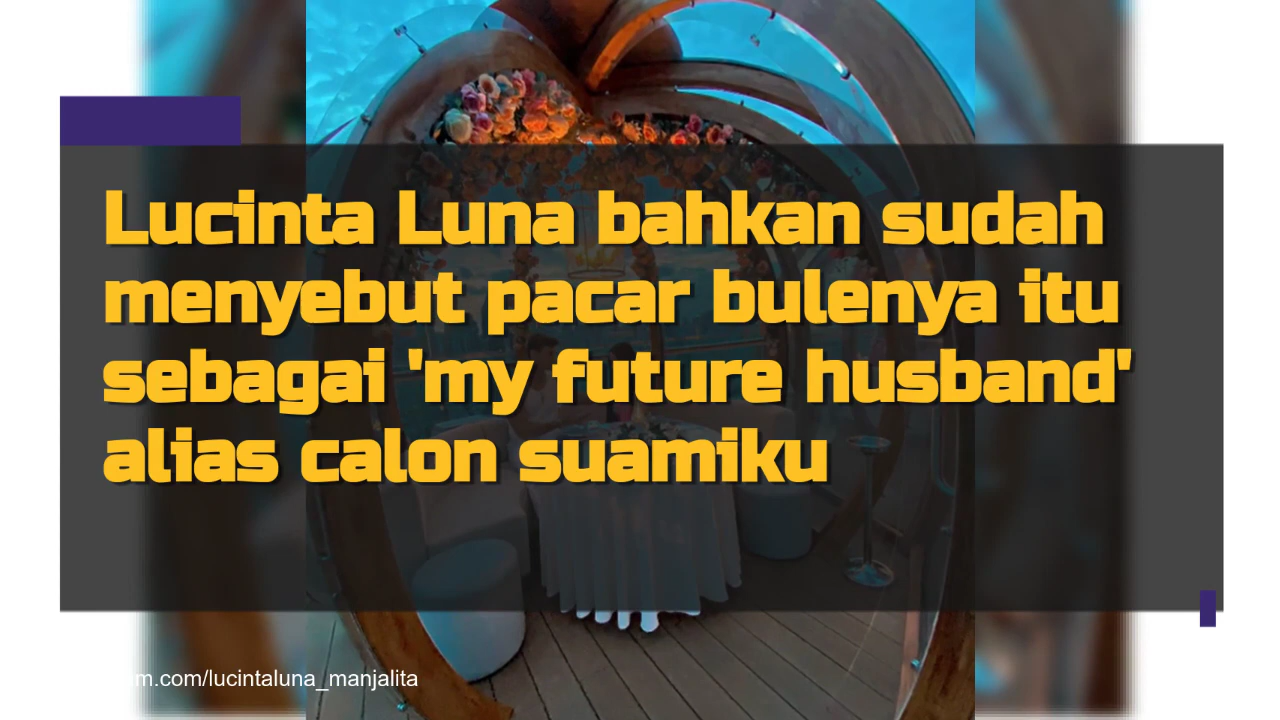 Lucinta Luna bahkan sudah
menyebut pacar bulenya itu
sebagai 'my future husband'
alias calon suamiku
m.com/lucintaluna_manjalita